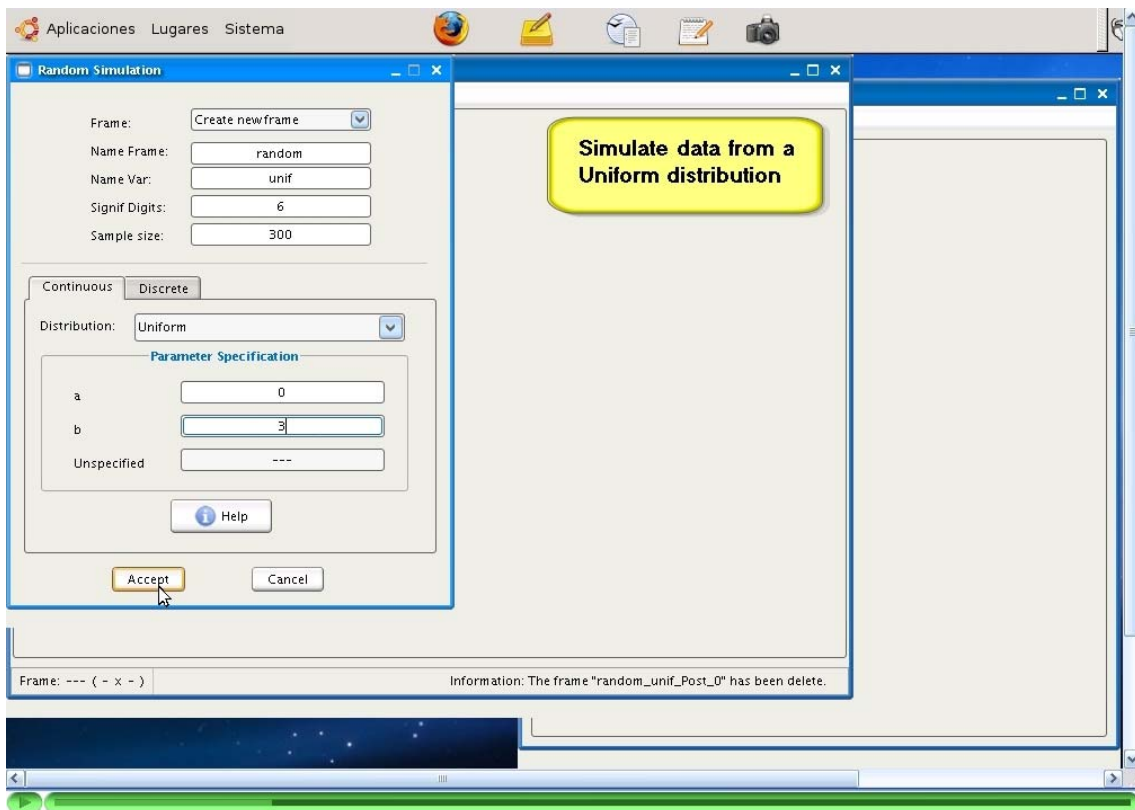 Aplicaciones Lugares Sistema
Random Simulation
Frame: Create new frame
Name Frame: random
Name Var: unif
Signif Digits: 6
Sample size: 300
Continuous Discrete
Distribution: Uniform
Parameter Specification
a 0
b 3
Unspecified ---
Help
Accept Cancel
Simulate data from a
Uniform distribution
Frame: --- ( - x - ) Information: The frame "random_unif_Post_0" has been delete.